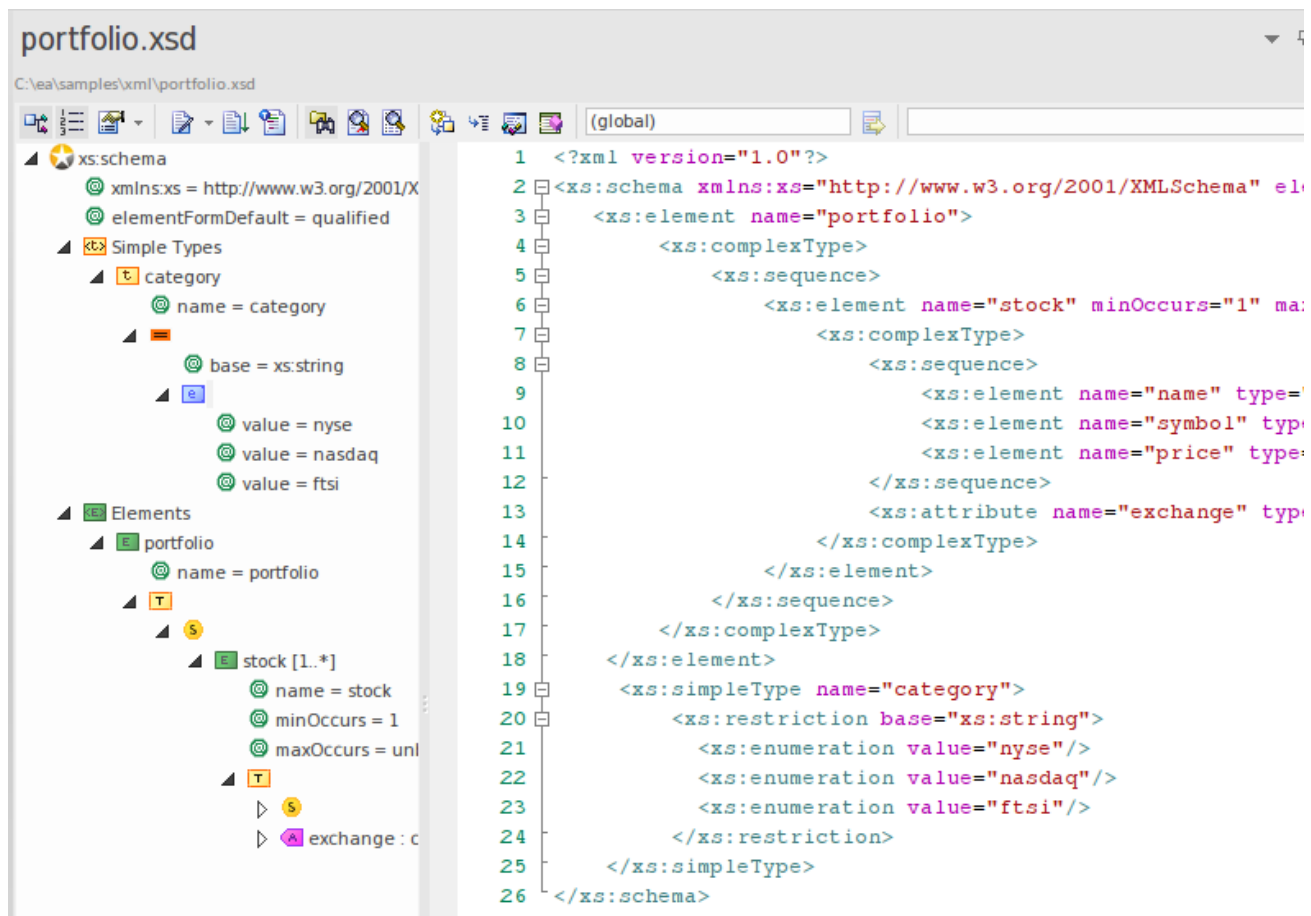 portfolio.xsd
C:\ea\samples\xml\portfolio.xsd
(global)
xs:schema
xmlns:xs = http://www.w3.org/2001/X
elementFormDefault = qualified
Simple Types
category
name = category
base = xs:string
e
value = nyse
value = nasdaq
value = ftsi
Elements
portfolio
name = portfolio
T
S
stock [1..*]
name = stock
minOccurs = 1
maxOccurs = unl
T
S
exchange : c
1 <?xml version="1.0"?>
2 <xs:schema xmlns:xs="http://www.w3.org/2001/XMLSchema" ele
3 <xs:element name="portfolio">
4 <xs:complexType>
5 <xs:sequence>
6 <xs:element name="stock" minOccurs="1" max
7 <xs:complexType>
8 <xs:sequence>
9 <xs:element name="name" type="
10 <xs:element name="symbol" type
11 <xs:element name="price" type=
12 </xs:sequence>
13 <xs:attribute name="exchange" type
14 </xs:complexType>
15 </xs:element>
16 </xs:sequence>
17 </xs:complexType>
18 </xs:element>
19 <xs:simpleType name="category">
20 <xs:restriction base="xs:string">
21 <xs:enumeration value="nyse"/>
22 <xs:enumeration value="nasdaq"/>
23 <xs:enumeration value="ftsi"/>
24 </xs:restriction>
25 </xs:simpleType>
26 </xs:schema>